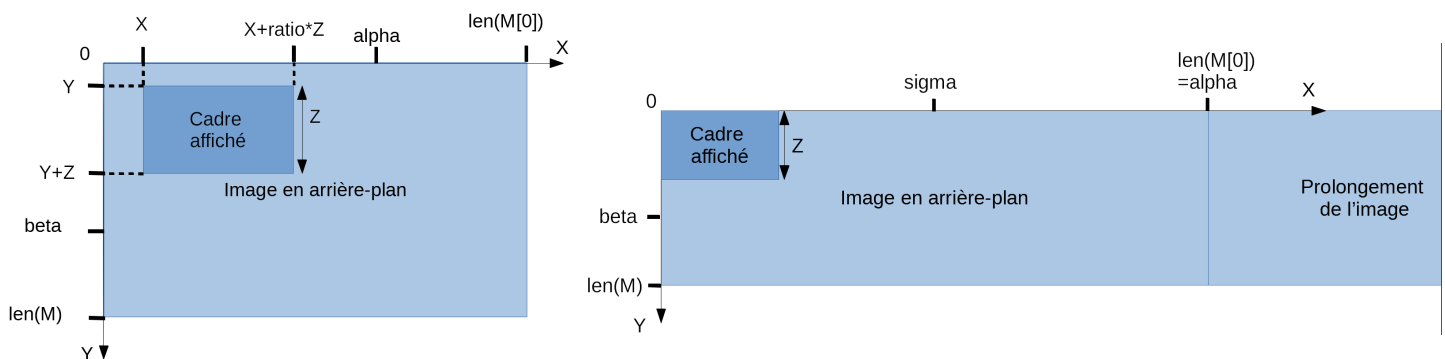 X
X+ratio*Z
alpha
len(M[0])
0
X
Y
Cadre
affiché
Z
Y+Z
Image en arrière-plan
beta
len(M)
Y
len(M[0])
=alpha
sigma
X
0
Cadre
affiché
Z
Prolongement
de l'image
Image en arrière-plan
beta
len(M)
Y